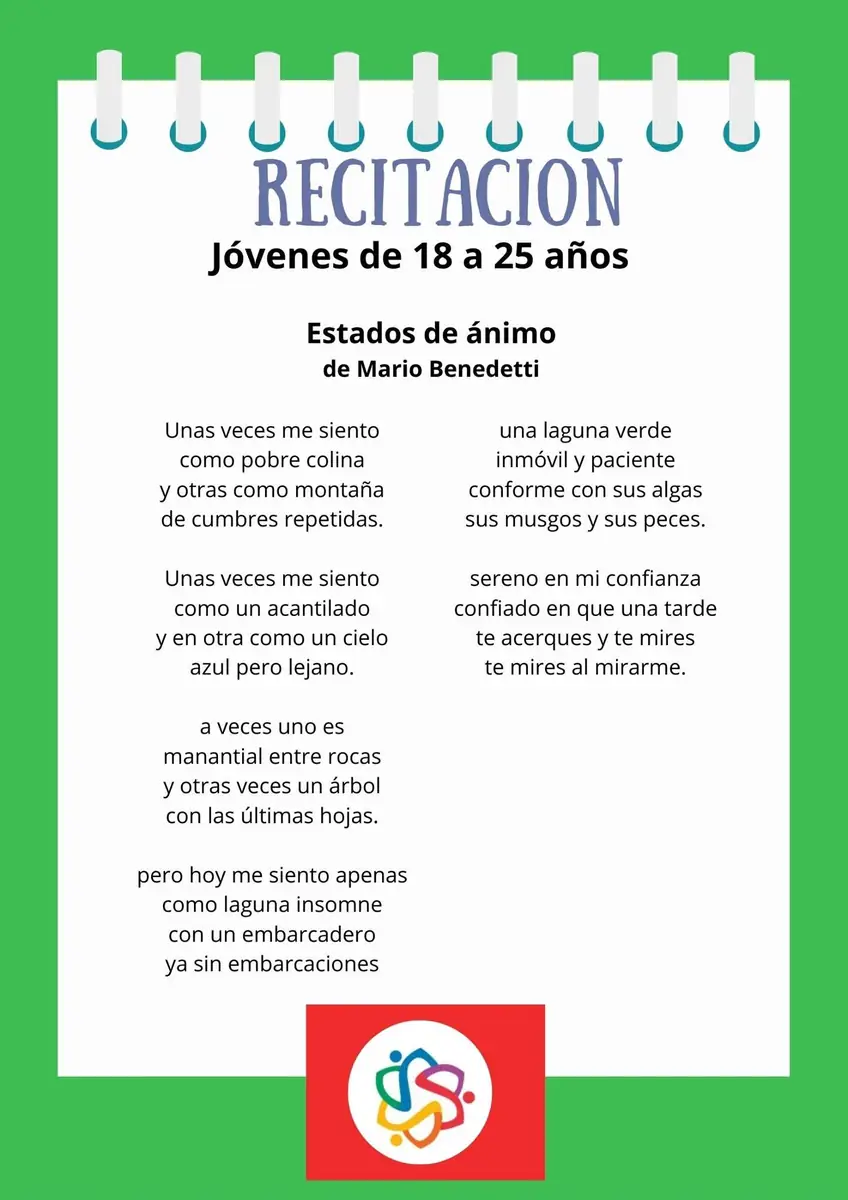 RECITACION
Jóvenes de 18 a 25 años
Estados de ánimo
de Mario Benedetti
Unas veces me siento
como pobre colina
y otras como montaña
de cumbres repetidas.
Unas veces me siento
como un acantilado
y en otra como un cielo
azul pero lejano.
a veces uno es
manantial entre rocas
y otras veces un árbol
con las últimas hojas.
pero hoy me siento apenas
como laguna insomne
con un embarcadero
ya sin embarcaciones
una laguna verde
inmóvil y paciente
conforme con sus algas
sus musgos y sus peces.
sereno en mi confianza
confiado en que una tarde
te acerques y te mires
te mires al mirarme.